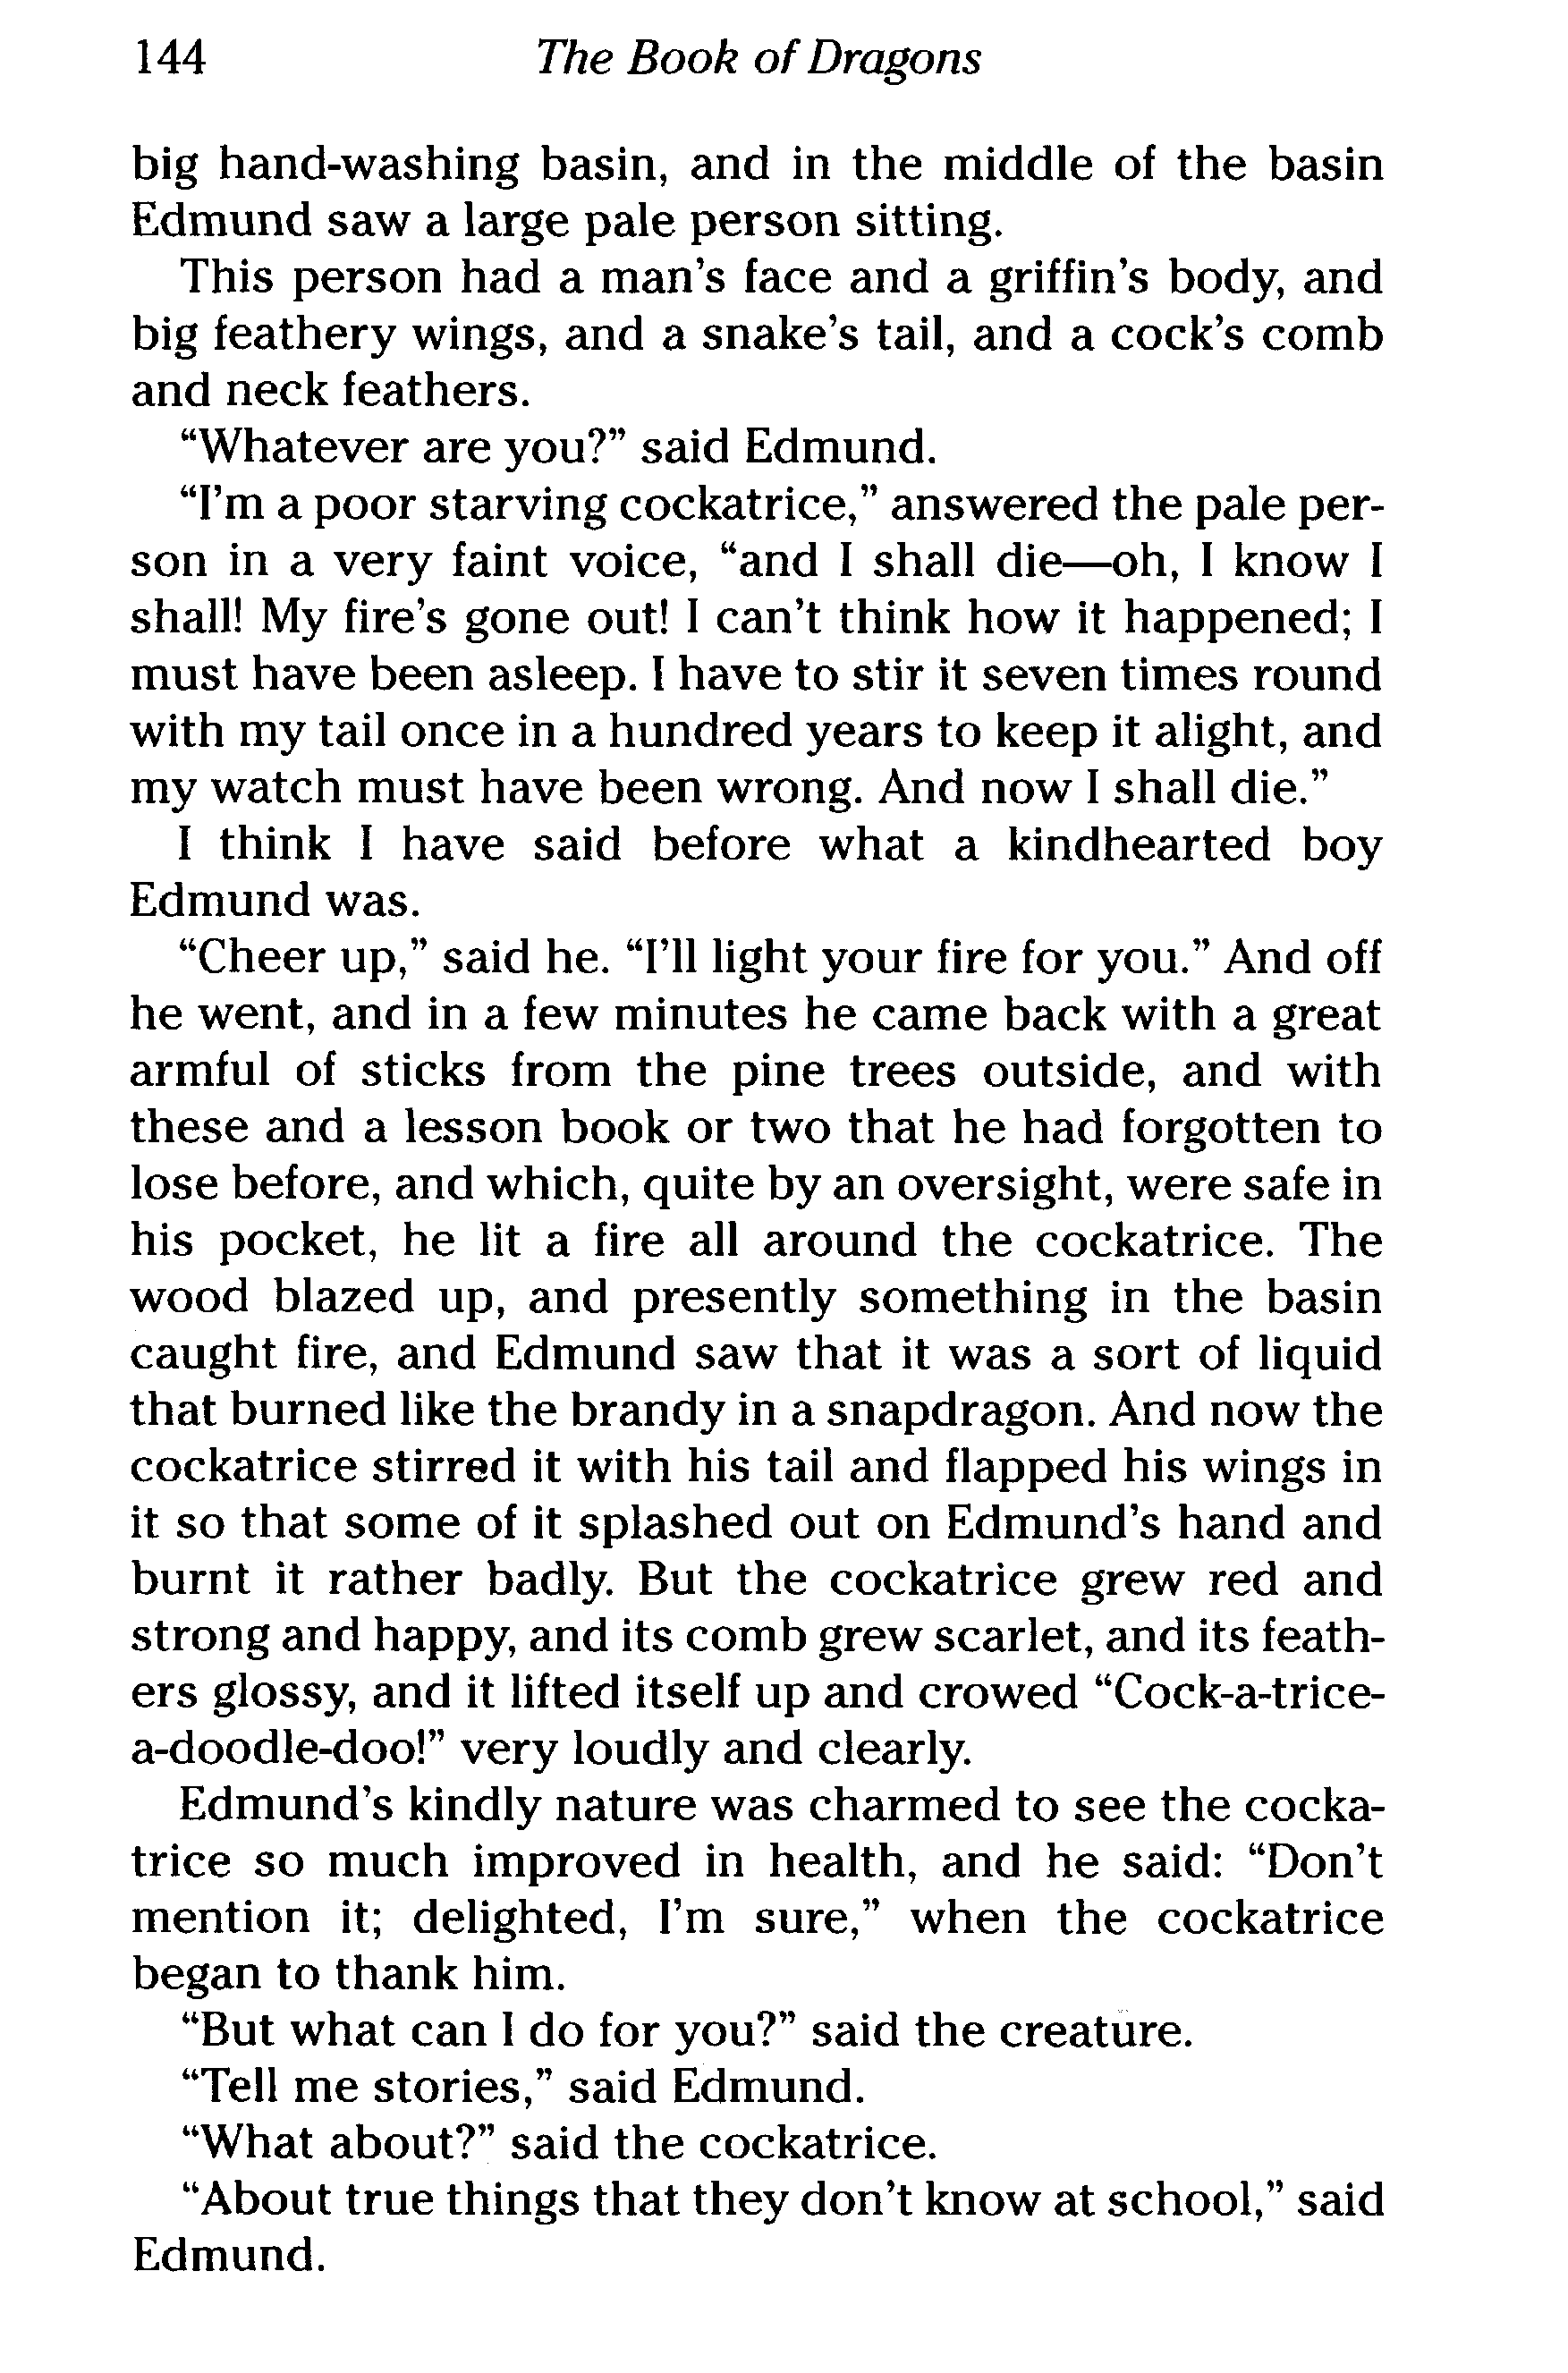 144 The Book of Dragons
big hand-washing basin, and in the middle of the basin
Edmund saw a large pale person sitting.
This person had a man's face and a griffin's body, and
big feathery wings, and a snake's tail, and a cock's comb
and neck feathers.
“Whatever are you?” said Edmund.
“I'm a poor starving cockatrice,” answered the pale per-
son in a very faint voice, “and I shall die—oh, I know I
shall! My fire's gone out! I can't think how it happened; I
must have been asleep. I have to stir it seven times round
with my tail once in a hundred years to keep it alight, and
my watch must have been wrong. And now I shall die.”
I think I have said before what a kindhearted boy
Edmund was.
“Cheer up,” said he. “I'll light your fire for you.” And off
he went, and in a few minutes he came back with a great
armful of sticks from the pine trees outside, and with
these and a lesson book or two that he had forgotten to
lose before, and which, quite by an oversight, were safe in
his pocket, he lit a fire all around the cockatrice. The
wood blazed up, and presently something in the basin
caught fire, and Edmund saw that it was a sort of liquid
that burned like the brandy in a snapdragon. And now the
cockatrice stirred it with his tail and flapped his wings in
it so that some of it splashed out on Edmund's hand and
burnt it rather badly. But the cockatrice grew red and
strong and happy, and its comb grew scarlet, and its feath-
ers glossy, and it lifted itself up and crowed “Cock-a-trice-
a-doodle-doo!” very loudly and clearly.
Edmund's kindly nature was charmed to see the cocka-
trice so much improved in health, and he said: “Don't
mention it; delighted, I'm sure,” when the cockatrice
began to thank him.
“But what can I do for you?” said the creature.
“Tell me stories,” said Edmund.
“What about?” said the cockatrice.
“About true things that they don't know at school,” said
Edmund.